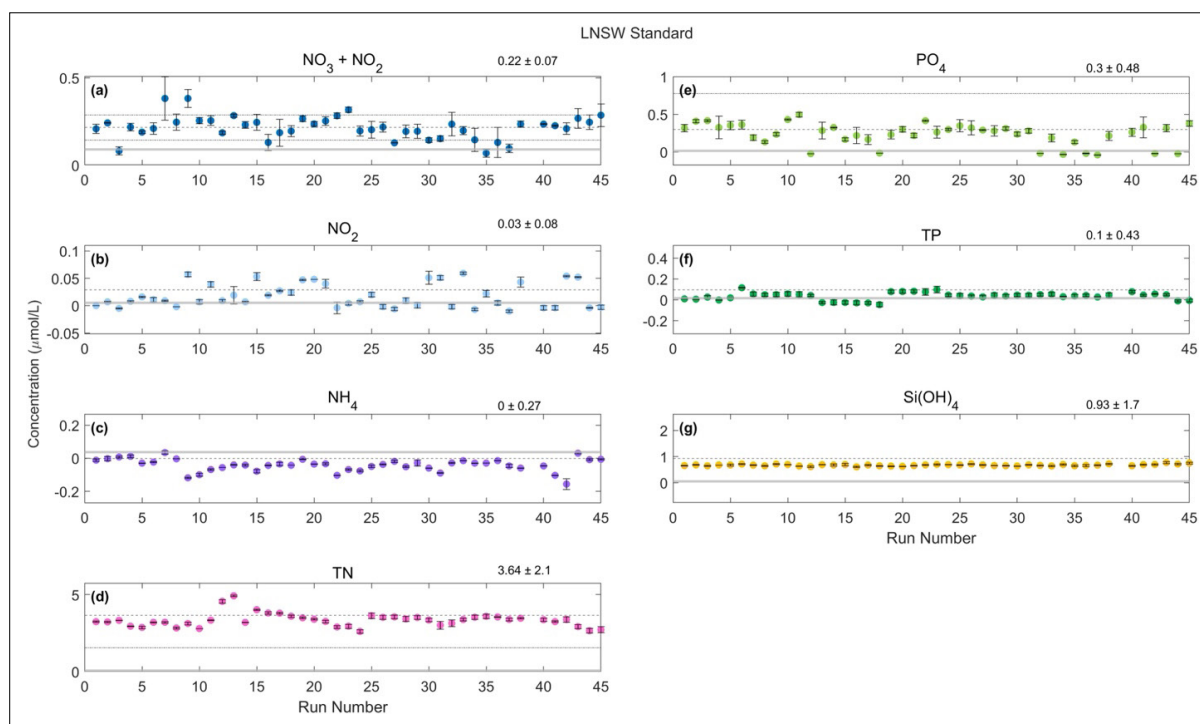 LNSW Standard
NO3 + NO2
0.22 ± 0.07
(a)
0.5
0
0 5 10 15 20 25 30 35 40 45
NO2
0.03 ± 0.08
(b)
0.1
0.05
0
-0.05
0 5 10 15 20 25 30 35 40 45
NH4
0 ± 0.27
(c)
0.2
0
-0.2
0 5 10 15 20 25 30 35 40 45
TN
3.64 ± 2.1
(d)
5
0
0 5 10 15 20 25 30 35 40 45
Run Number
Concentration (μmol/L)
PO4
0.3 ± 0.48
(e)
1
0.5
0
0 5 10 15 20 25 30 35 40 45
TP
0.1 ± 0.43
(f)
0.4
0.2
0
-0.2
0 5 10 15 20 25 30 35 40 45
Si(OH)4
0.93 ± 1.7
(g)
2
1
0
0 5 10 15 20 25 30 35 40 45
Run Number